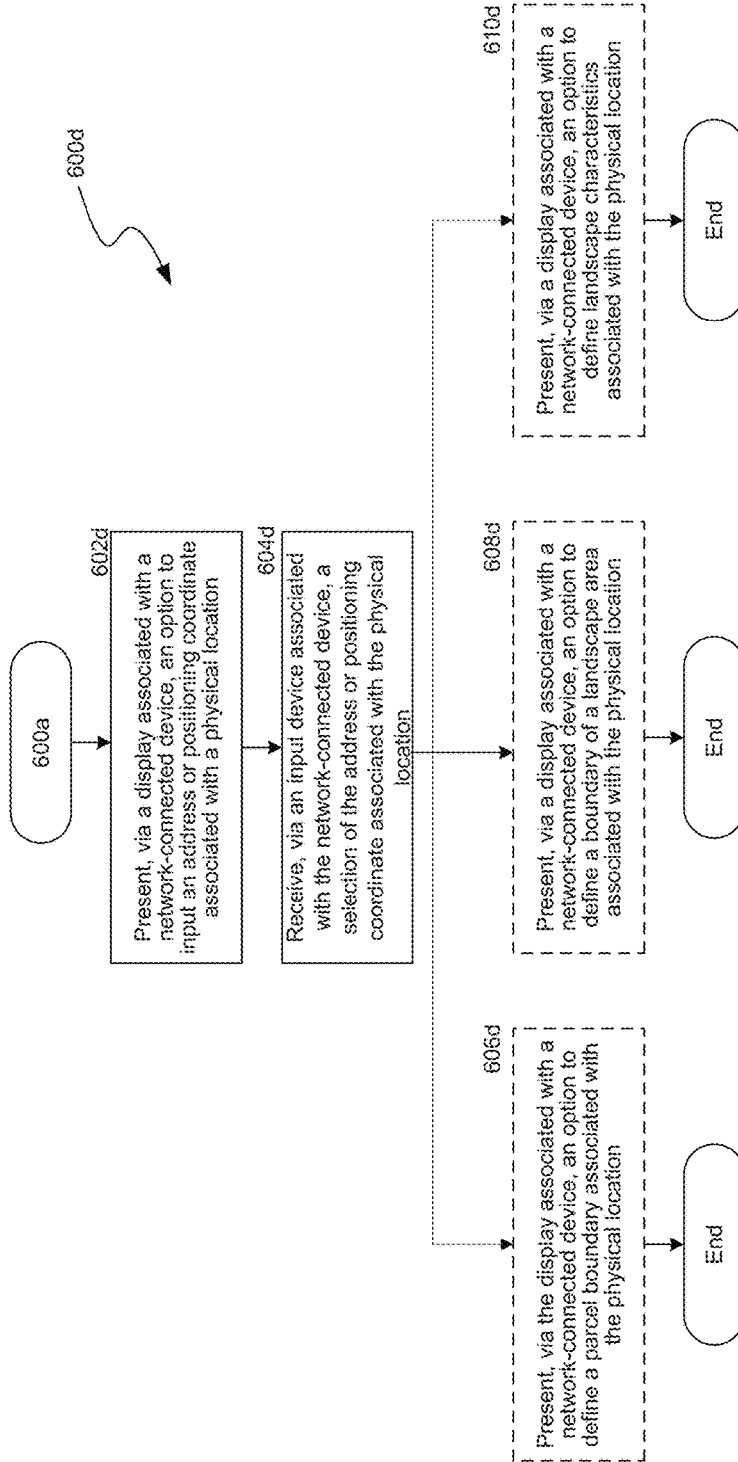 600d
600a
602d
Present, via a display associated with a
network-connected device, an option to
input an address or positioning coordinate
associated with a physical location
604d
Receive, via an input device associated
with the network-connected device, a
selection of the address or positioning
coordinate associated with the physical
location
606d
Present, via the display associated with a
network-connected device, an option to
define a parcel boundary associated with
the physical location
End
608d
Present, via a display associated with a
network-connected device, an option to
define a boundary of a landscape area
associated with the physical location
End
610d
Present, via a display associated with a
network-connected device, an option to
define landscape characteristics
associated with the physical location
End